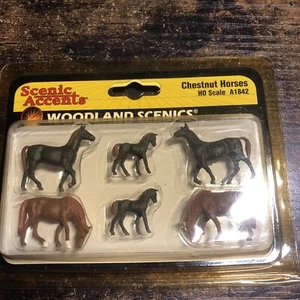 Scenic
Accents®
Chestnut Horses
HO Scale A1842
WOODLAND SCENICS®